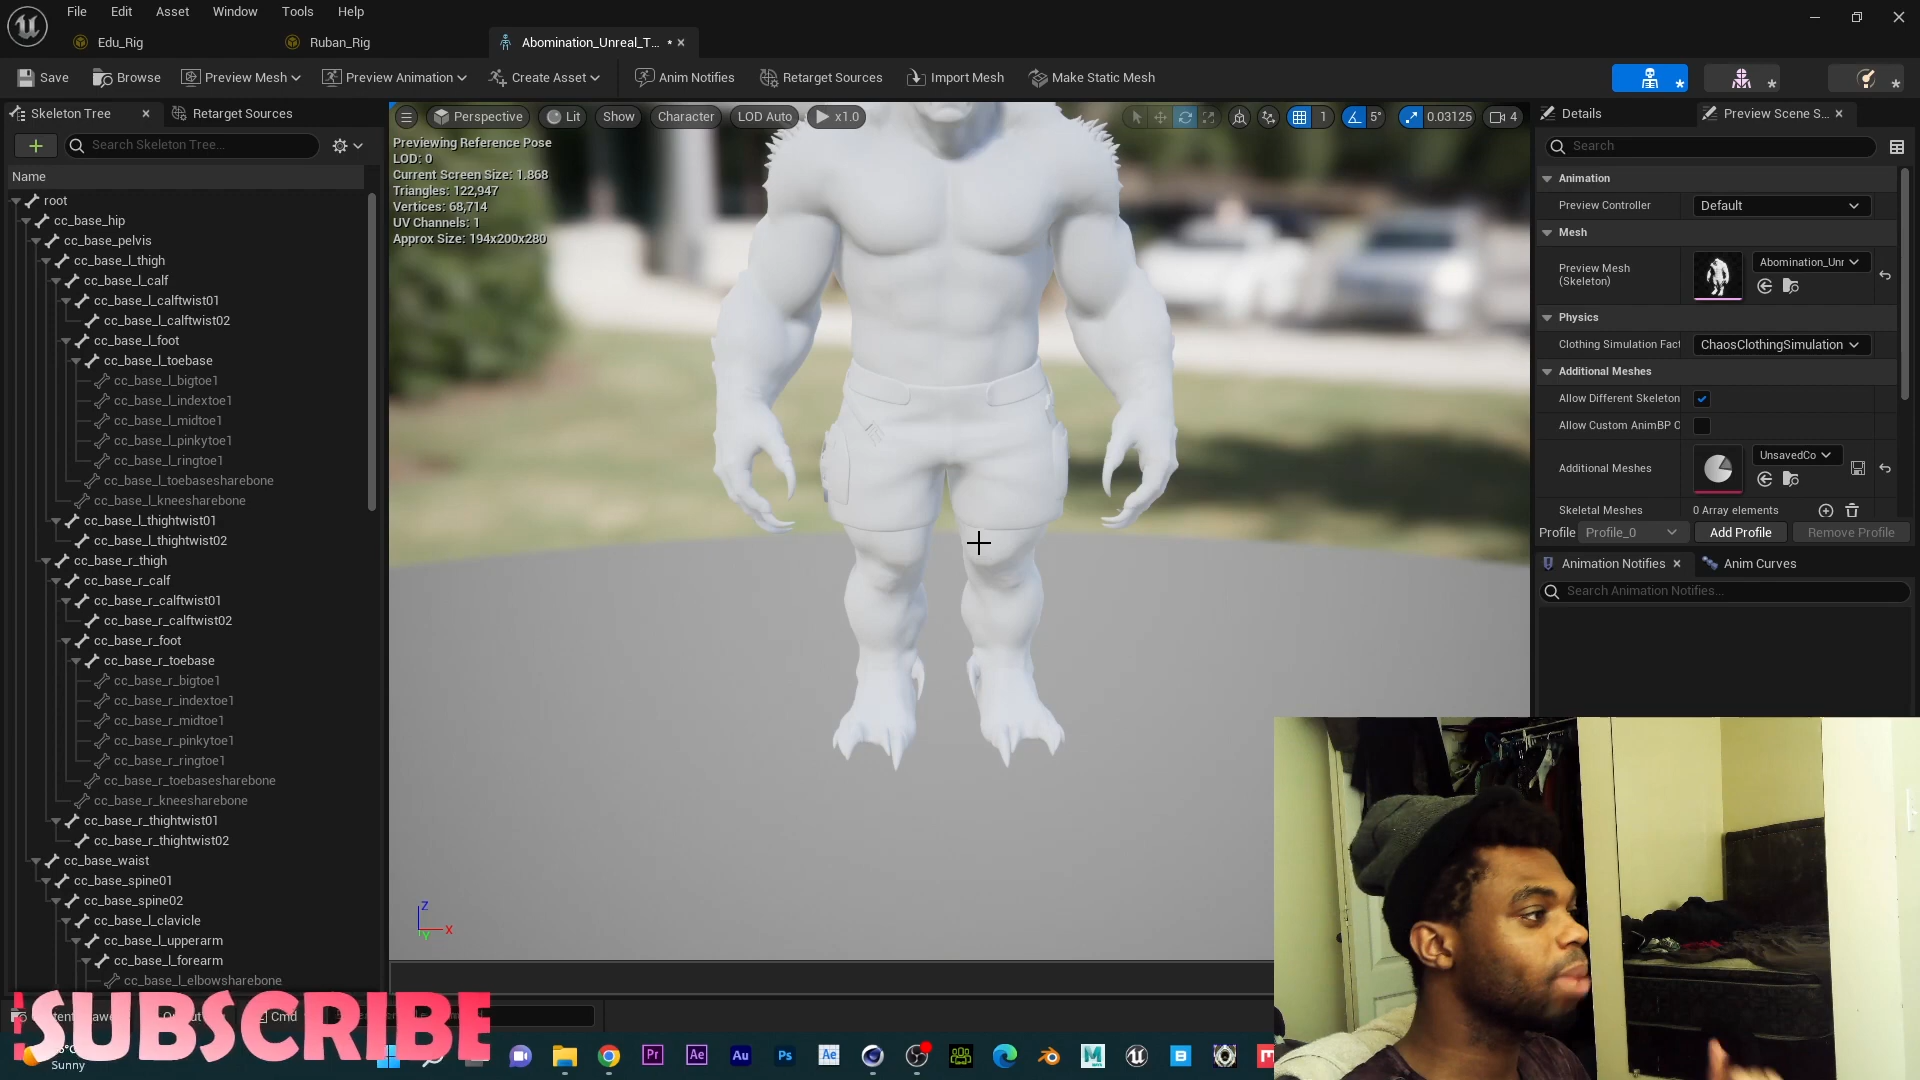 File Edit Asset Window Tools Help
Edu_Rig Ruban_Rig Abomination_Unreal_T... *
Save Browse Preview Mesh Preview Animation Create Asset Anim Notifies Retarget Sources Import Mesh Make Static Mesh
Skeleton Tree Retarget Sources
Search Skeleton Tree...
Name
root
cc_base_hip
cc_base_pelvis
cc_base_l_thigh
cc_base_l_calf
cc_base_l_calftwist01
cc_base_l_calftwist02
cc_base_l_foot
cc_base_l_toebase
cc_base_l_bigtoe1
cc_base_l_indextoe1
cc_base_l_midtoe1
cc_base_l_pinkytoe1
cc_base_l_ringtoe1
cc_base_l_toebasesharebone
cc_base_l_kneesharebone
cc_base_l_thightwist01
cc_base_l_thightwist02
cc_base_r_thigh
cc_base_r_calf
cc_base_r_calftwist01
cc_base_r_calftwist02
cc_base_r_foot
cc_base_r_toebase
cc_base_r_bigtoe1
cc_base_r_indextoe1
cc_base_r_midtoe1
cc_base_r_pinkytoe1
cc_base_r_ringtoe1
cc_base_r_toebasesharebone
cc_base_r_kneesharebone
cc_base_r_thightwist01
cc_base_r_thightwist02
cc_base_waist
cc_base_spine01
cc_base_spine02
cc_base_l_clavicle
cc_base_l_upperarm
cc_base_l_forearm
cc_base_l_elbowsharebone
Perspective Lit Show Character LOD Auto x1.0 1 5° 0.03125 4
Previewing Reference Pose
LOD: 0
Current Screen Size: 1.868
Triangles: 122,947
Vertices: 68,714
UV Channels: 1
Approx Size: 194x200x280
Z
X
Y
Details Preview Scene S...
Search
Animation
Preview Controller Default
Mesh
Preview Mesh (Skeleton) Abomination_Unr
Physics
Clothing Simulation Fact ChaosClothingSimulation
Additional Meshes
Allow Different Skeleton
Allow Custom AnimBP O
Additional Meshes UnsavedCo
Skeletal Meshes 0 Array elements
Profile Profile_0 Add Profile Remove Profile
Animation Notifies Anim Curves
Search Animation Notifies...
SUBSCRIBE
Cmd
Sunny
Pr Ae Au Ps Ae M B